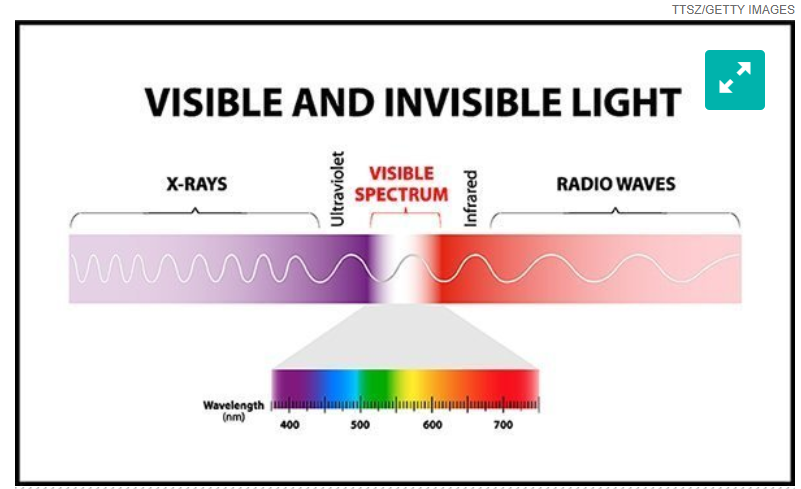 TTSZ/GETTY IMAGES
VISIBLE AND INVISIBLE LIGHT
X-RAYS
Ultraviolet
VISIBLE
SPECTRUM
Infrared
RADIO WAVES
Wavelength
(nm)
400 500 600 700